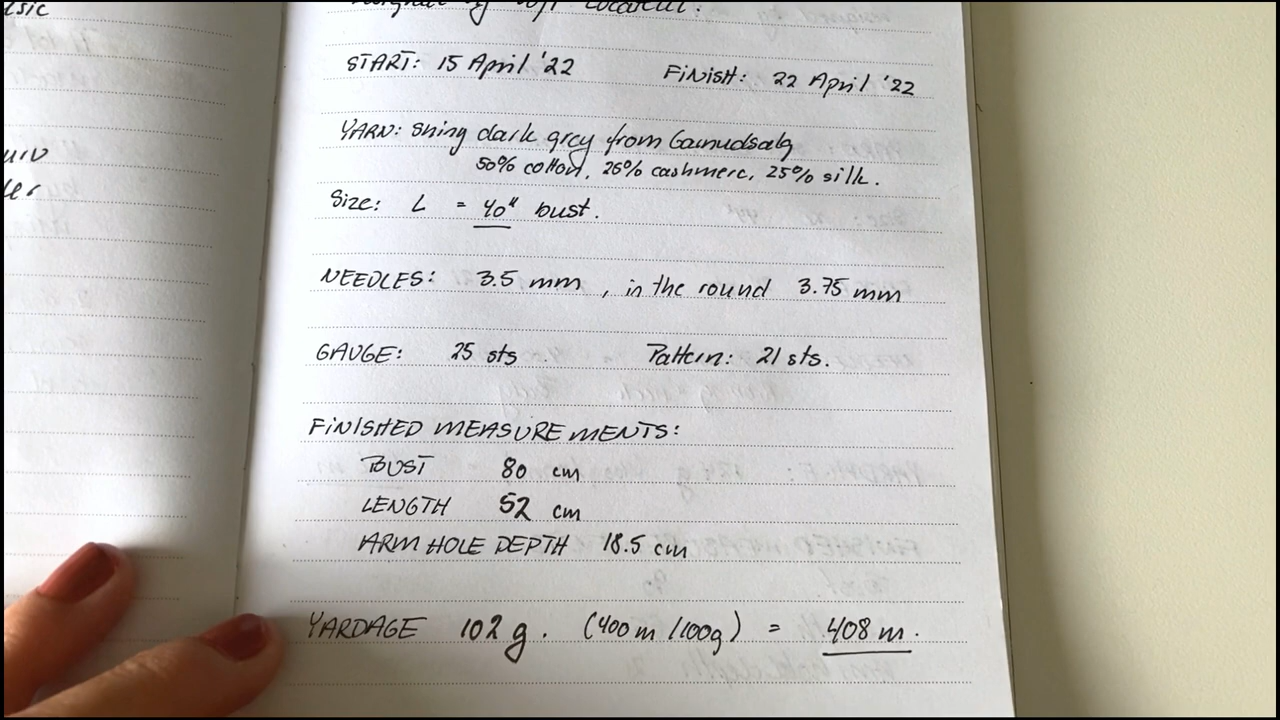 START: 15 April '22
FINISH: 22 April '22
YARN: Shiny dark grey from
50% cotton, 25% cashmere, 25% silk.
Size: L = 40" bust.
NEEDLES: 3.5 mm, in the round 3.75 mm
GAUGE: 25 sts Pattern: 21 sts.
FINISHED MEASUREMENTS:
BUST 80 cm
LENGTH 52 cm
ARM HOLE DEPTH 18.5 cm
YARDAGE 102 g. (400 m /100g) = 408 m.